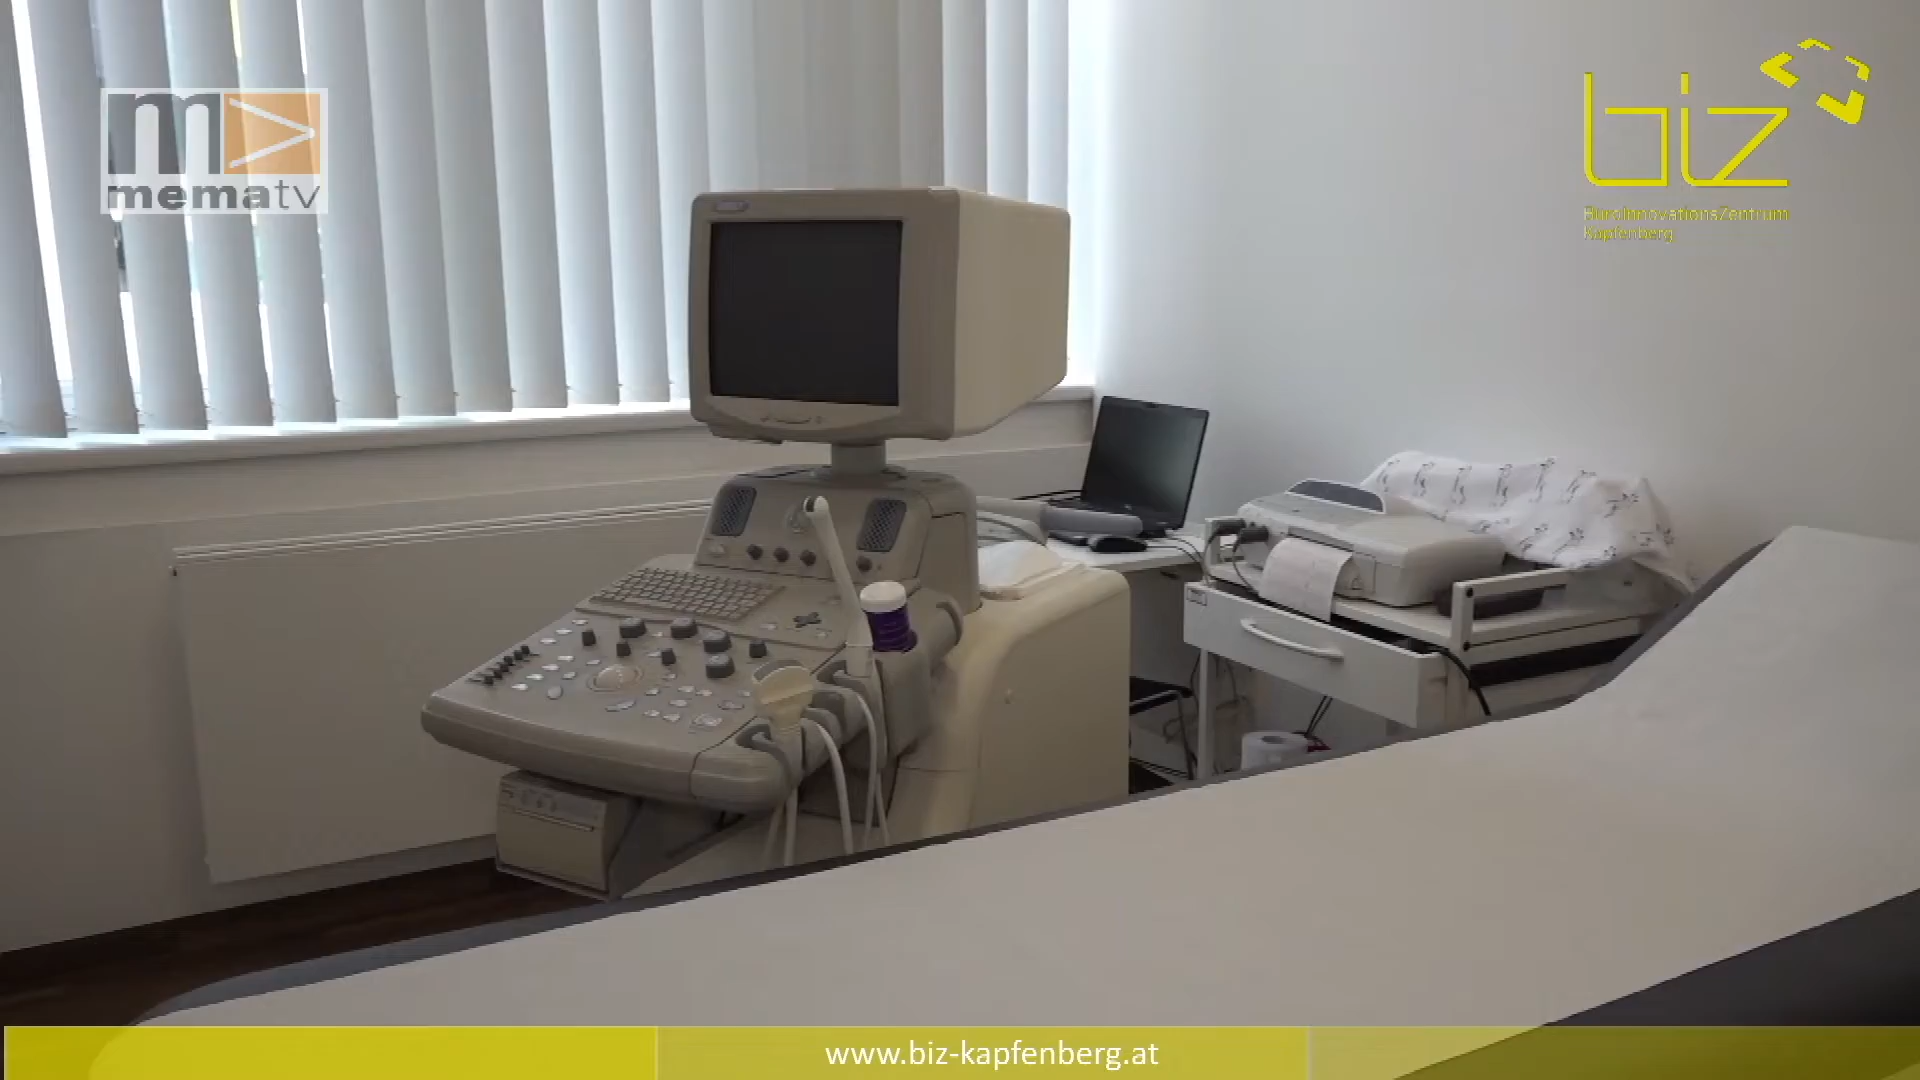 m>
mematv
biz
BüroInnovationsZentrum
Kapfenberg
www.biz-kapfenberg.at